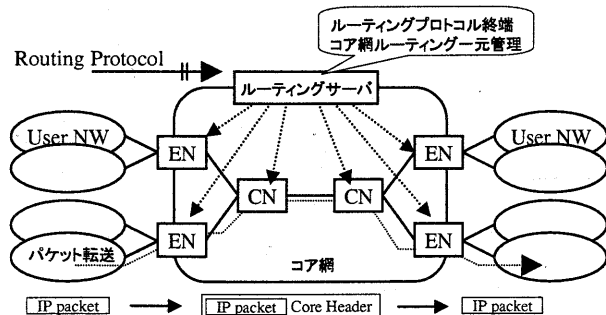 ルーティングプロトコル終端
コア網ルーティング一元管理
Routing Protocol
ルーティングサーバ
User NW
EN
EN
User NW
CN
CN
EN
EN
パケット転送
コア網
IP packet
IP packet Core Header
IP packet